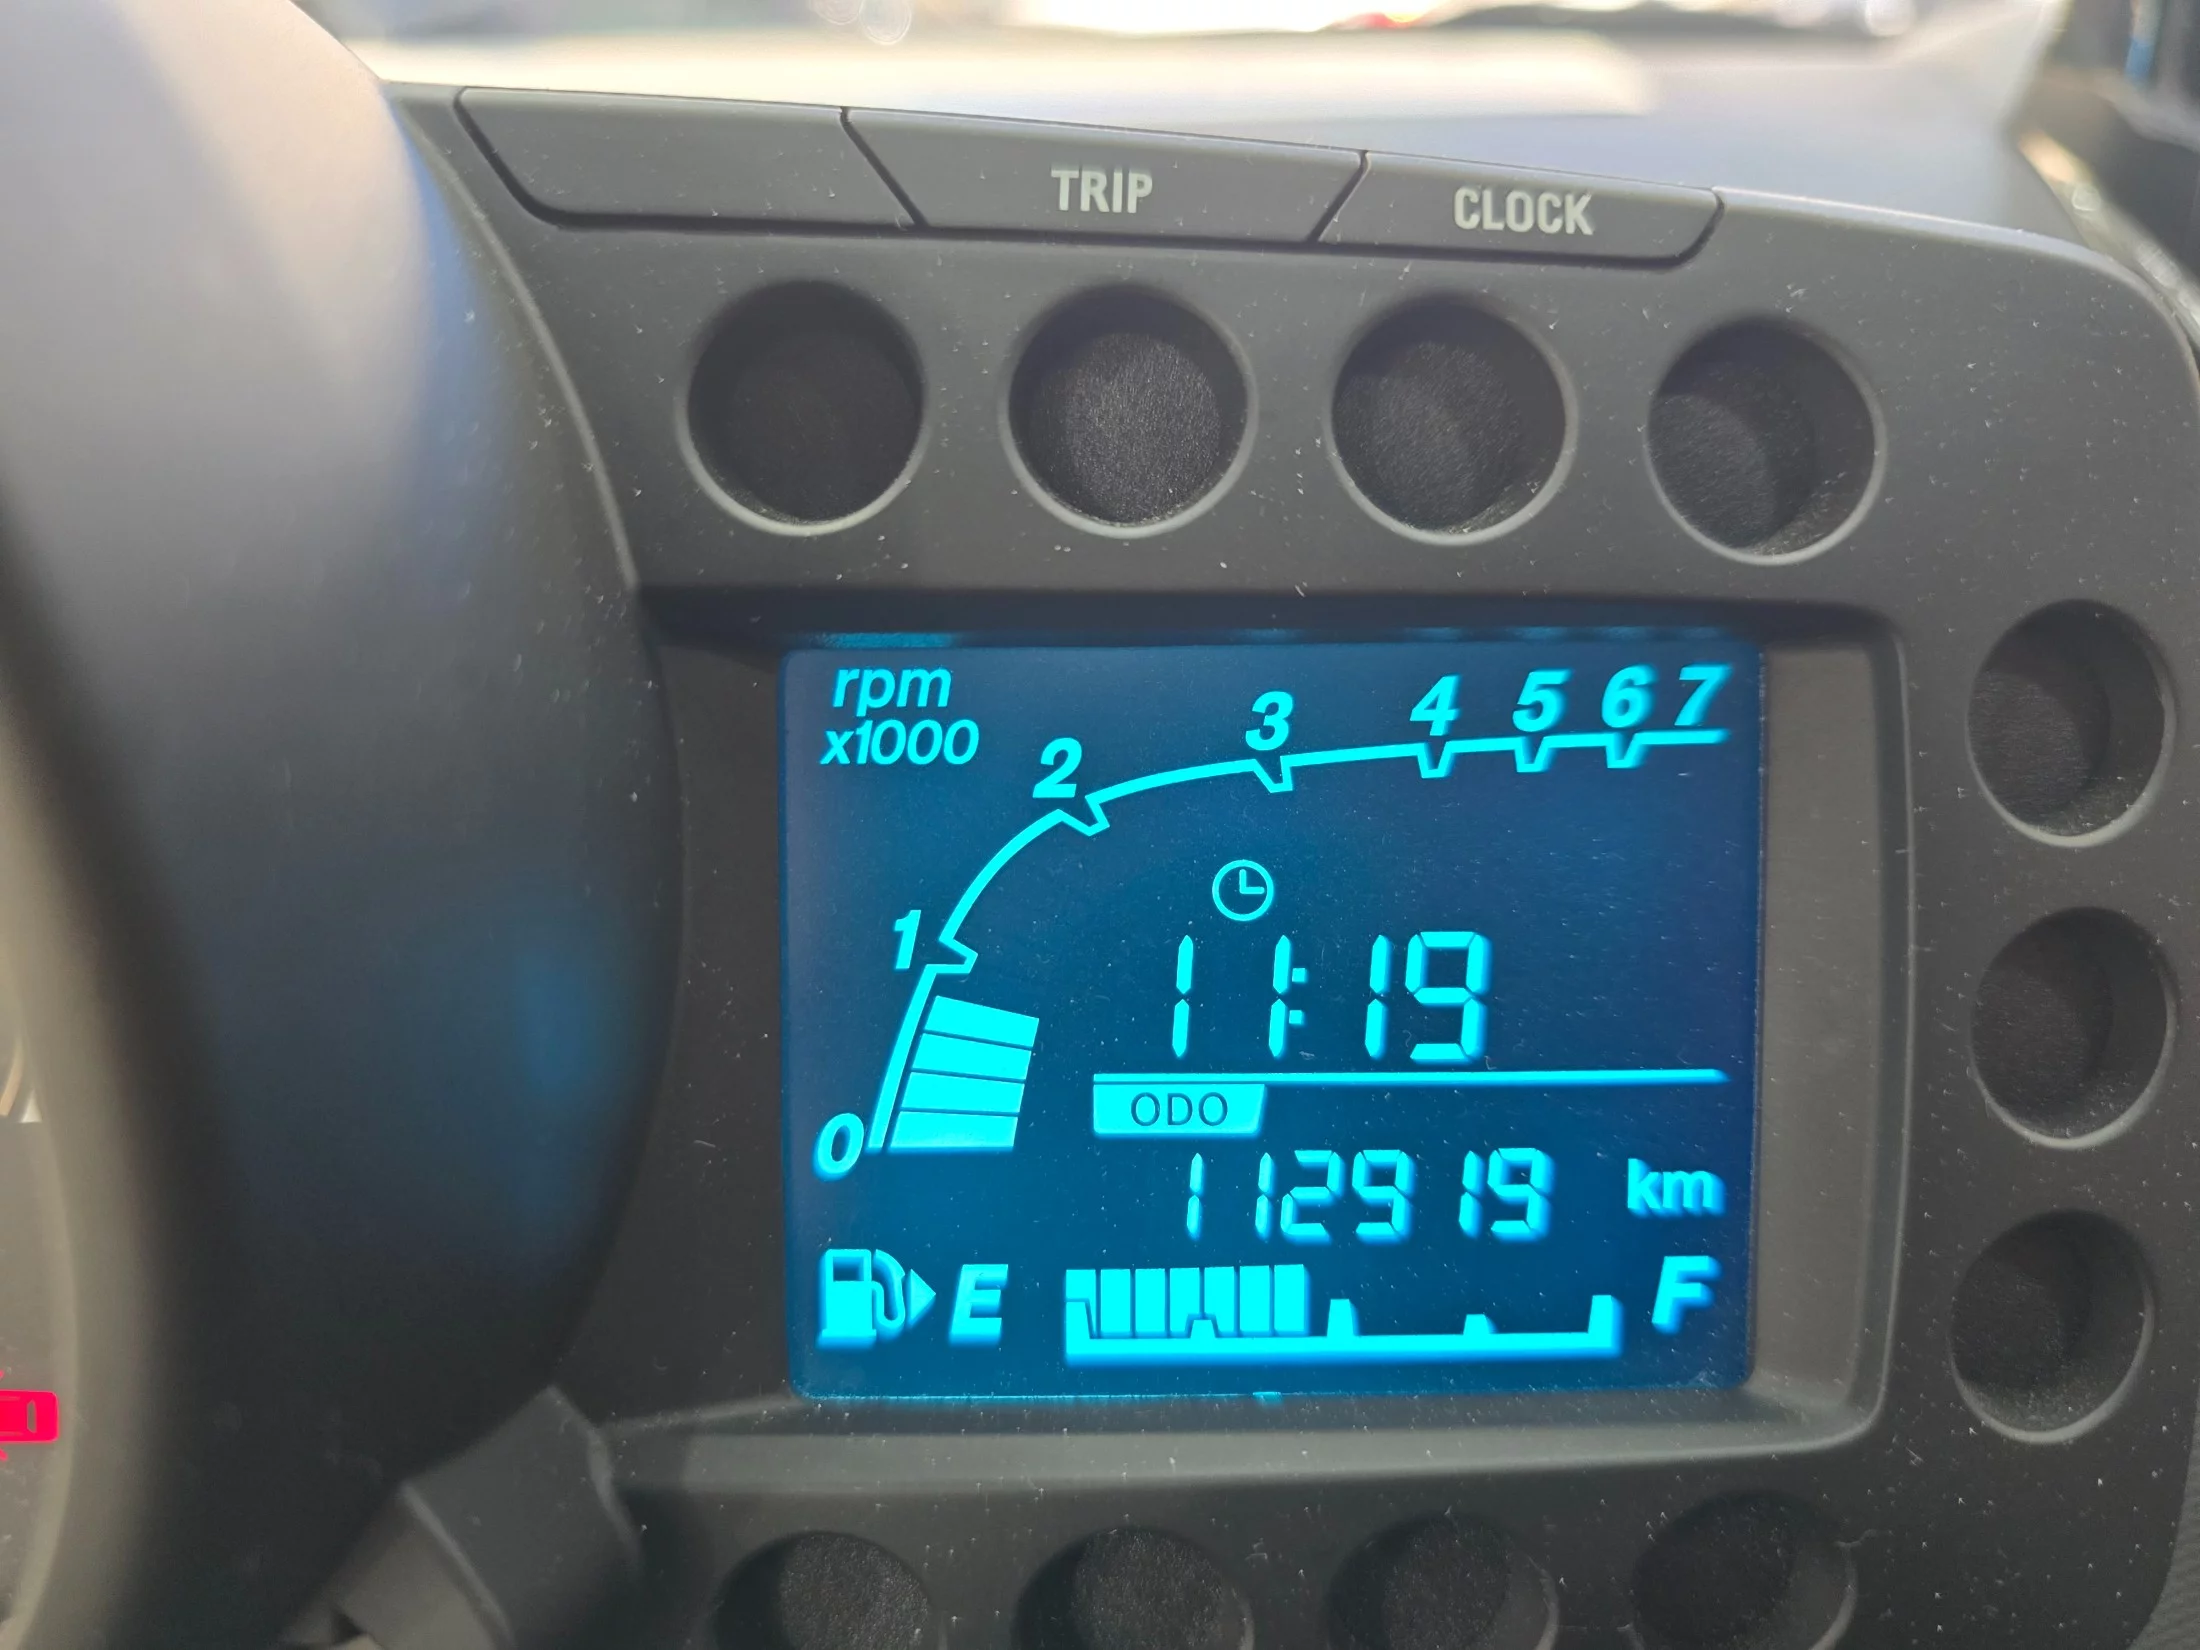 TRIP
CLOCK
rpm
x1000
0 1 2 3 4 5 6 7
11:19
ODO
112919 km
E F